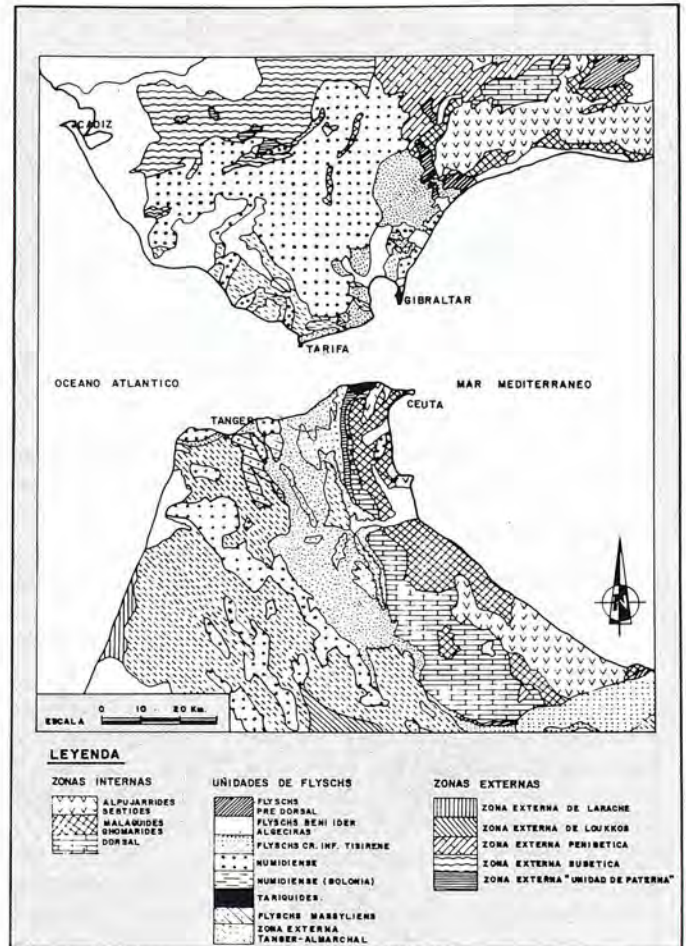 CADIZ
GIBRALTAR
TARIFA
OCEANO ATLANTICO
MAR MEDITERRANEO
CEUTA
TANGER
N
ESCALA
0 10 20 Km.
LEYENDA
ZONAS INTERNAS
ALPUJARRIDES
SEBTIDES
MALAGUIDES
GHOMARIDES
DORSAL
UNIDADES DE FLYSCHS
FLYSCHS
PRE DORSAL
FLYSCHS BENI IDER
ALGECIRAS
FLYSCHS CR. INF. TISIRENE
NUMIDIENSE
NUMIDIENSE (BOLONIA)
TARIQUIDES.
FLYSCHS MASSYLIENS
ZONA EXTERNA
TANGER-ALMARCHAL
ZONAS EXTERNAS
ZONA EXTERNA DE LARACHE
ZONA EXTERNA DE LOUKKOS
ZONA EXTERNA PENIBETICA
ZONA EXTERNA SUBETICA
ZONA EXTERNA "UNIDAD DE PATERNA"